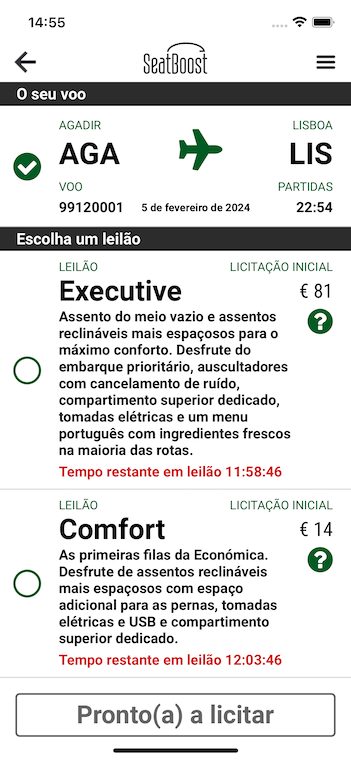 14:55
SeatBoost
O seu voo
AGADIR LISBOA
AGA LIS
VOO PARTIDAS
99120001 5 de fevereiro de 2024 22:54
Escolha um leilão
LEILÃO LICITAÇÃO INICIAL
Executive € 81
Assento do meio vazio e assentos
reclináveis mais espaçosos para o
máximo conforto. Desfrute do
embarque prioritário, auscultadores
com cancelamento de ruído,
compartimento superior dedicado,
tomadas elétricas e um menu
português com ingredientes frescos
na maioria das rotas.
?
Tempo restante em leilão 11:58:46
LEILÃO LICITAÇÃO INICIAL
Comfort € 14
As primeiras filas da Económica.
Desfrute de assentos reclináveis
mais espaçosos com espaço
adicional para as pernas, tomadas
elétricas e USB e compartimento
superior dedicado.
?
Tempo restante em leilão 12:03:46
Pronto(a) a licitar